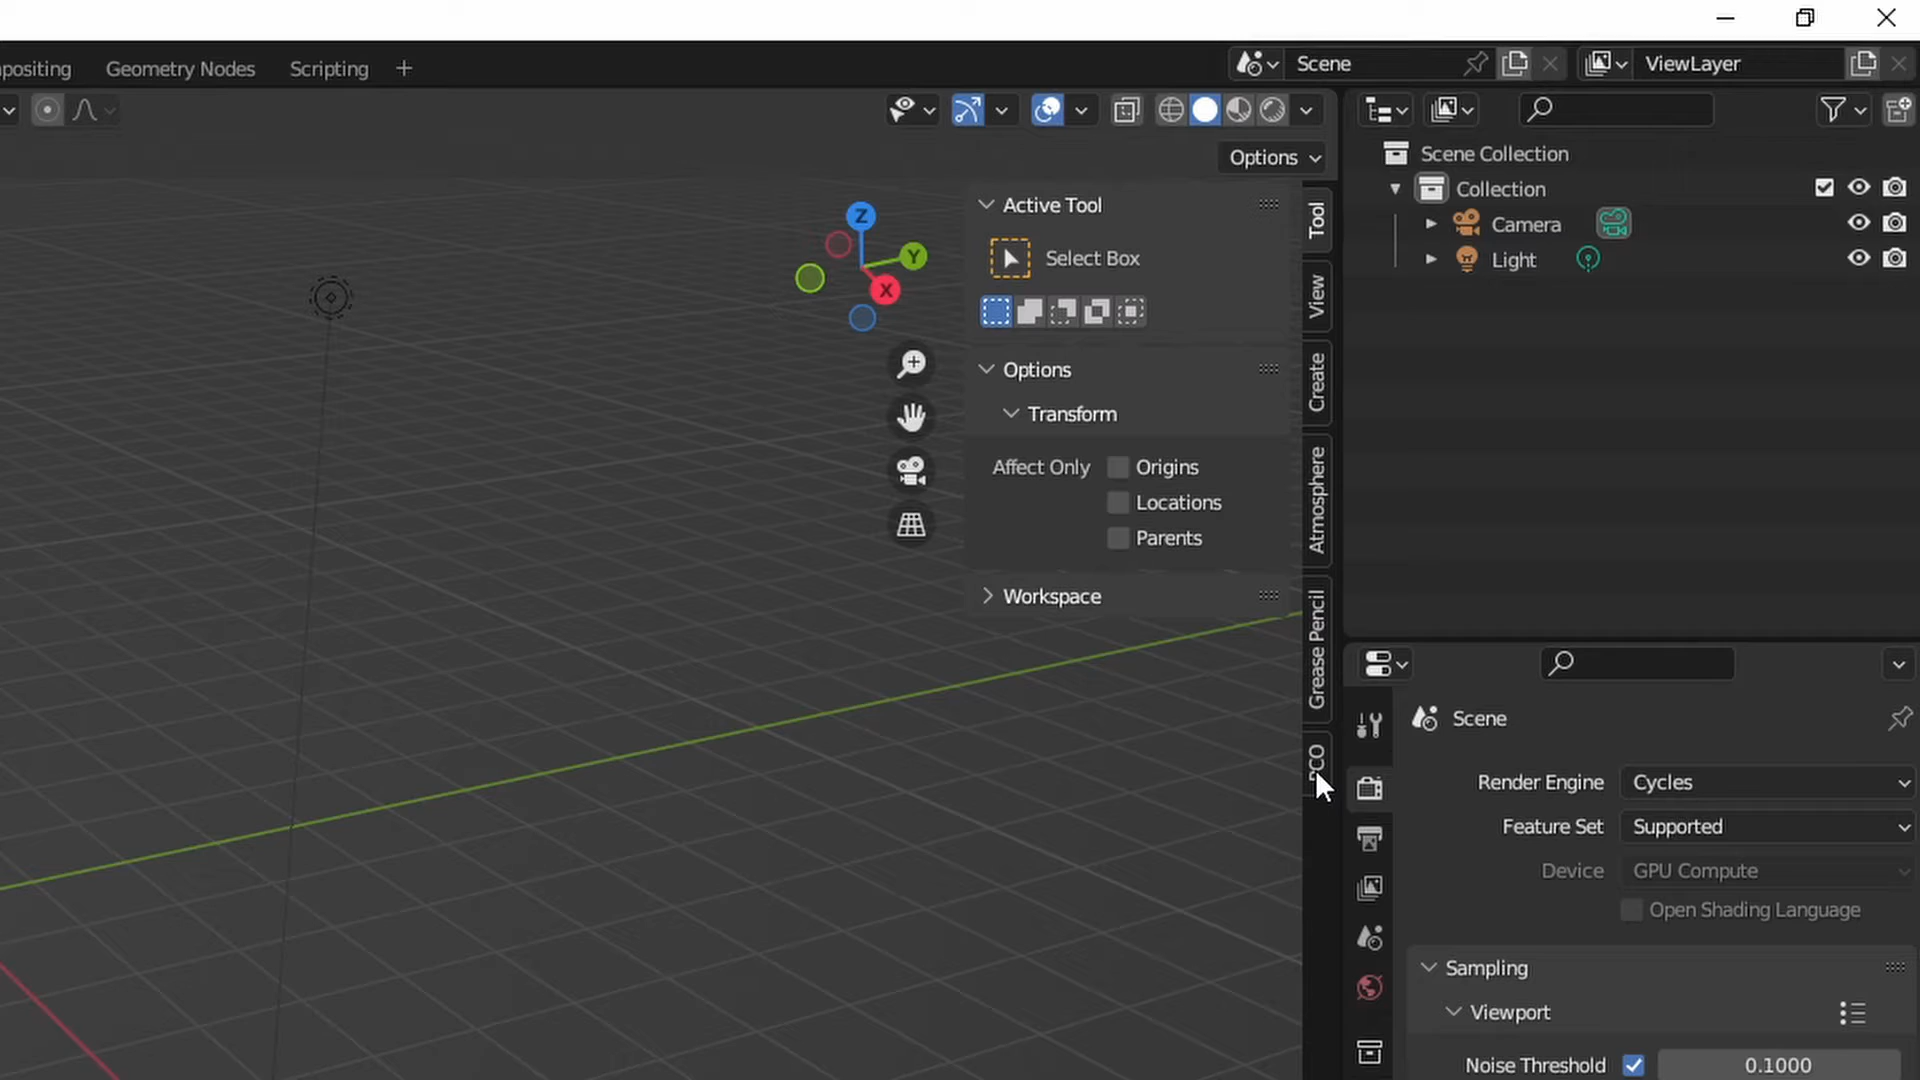 positing Geometry Nodes Scripting + Scene ViewLayer
Options
Scene Collection
Collection
Camera
Light
Z
Y
X
Active Tool
Select Box
Options
Transform
Affect Only Origins
Locations
Parents
Workspace
Tool
View
Create
Atmosphere
Grease Pencil
Scene
Render Engine Cycles
Feature Set Supported
Device GPU Compute
Open Shading Language
Sampling
Viewport
Noise Threshold 0.1000